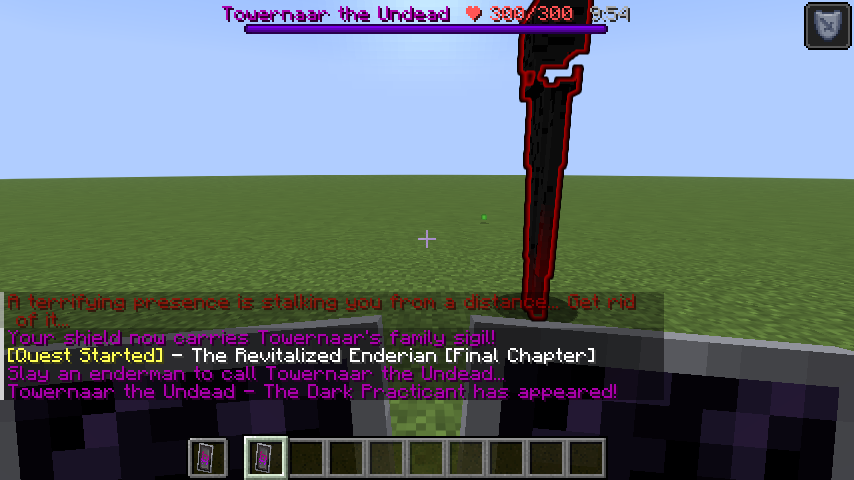 Towernaar the Undead ❤ 300/300 9:54
A terrifying presence is stalking you from a distance... Get rid
of it...
Your shield now carries Towernaar's family sigil!
[Quest Started] - The Revitalized Enderian [Final Chapter]
Slay an enderman to call Towernaar the Undead...
Towernaar the Undead - The Dark Practicant has appeared!